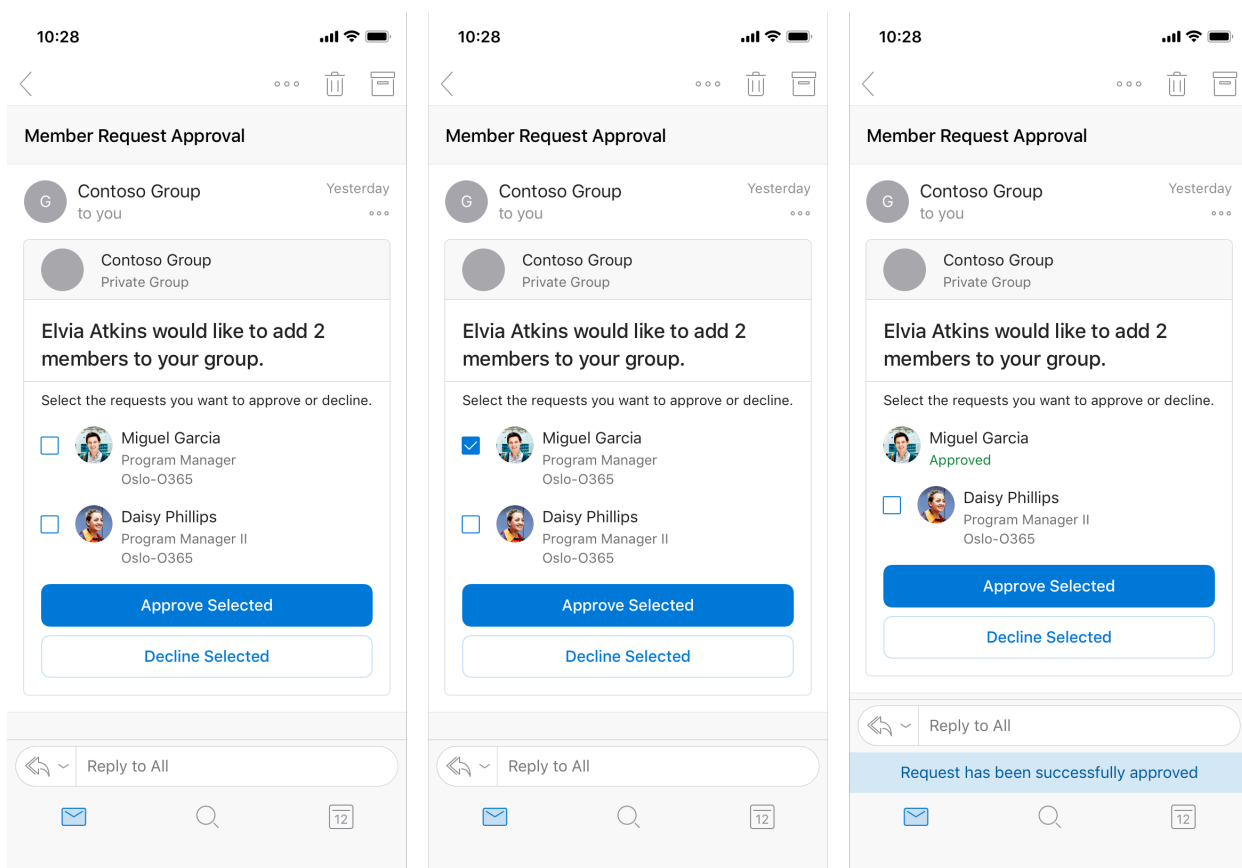 10:28
Member Request Approval
G
Contoso Group
Yesterday
to you
Contoso Group
Private Group
Elvia Atkins would like to add 2
members to your group.
Select the requests you want to approve or decline.
Miguel Garcia
Program Manager
Oslo-O365
Daisy Phillips
Program Manager II
Oslo-O365
Approve Selected
Decline Selected
Reply to All
12
10:28
Member Request Approval
G
Contoso Group
Yesterday
to you
Contoso Group
Private Group
Elvia Atkins would like to add 2
members to your group.
Select the requests you want to approve or decline.
Miguel Garcia
Program Manager
Oslo-O365
Daisy Phillips
Program Manager II
Oslo-O365
Approve Selected
Decline Selected
Reply to All
12
10:28
Member Request Approval
G
Contoso Group
Yesterday
to you
Contoso Group
Private Group
Elvia Atkins would like to add 2
members to your group.
Select the requests you want to approve or decline.
Miguel Garcia
Approved
Daisy Phillips
Program Manager II
Oslo-O365
Approve Selected
Decline Selected
Reply to All
Request has been successfully approved
12